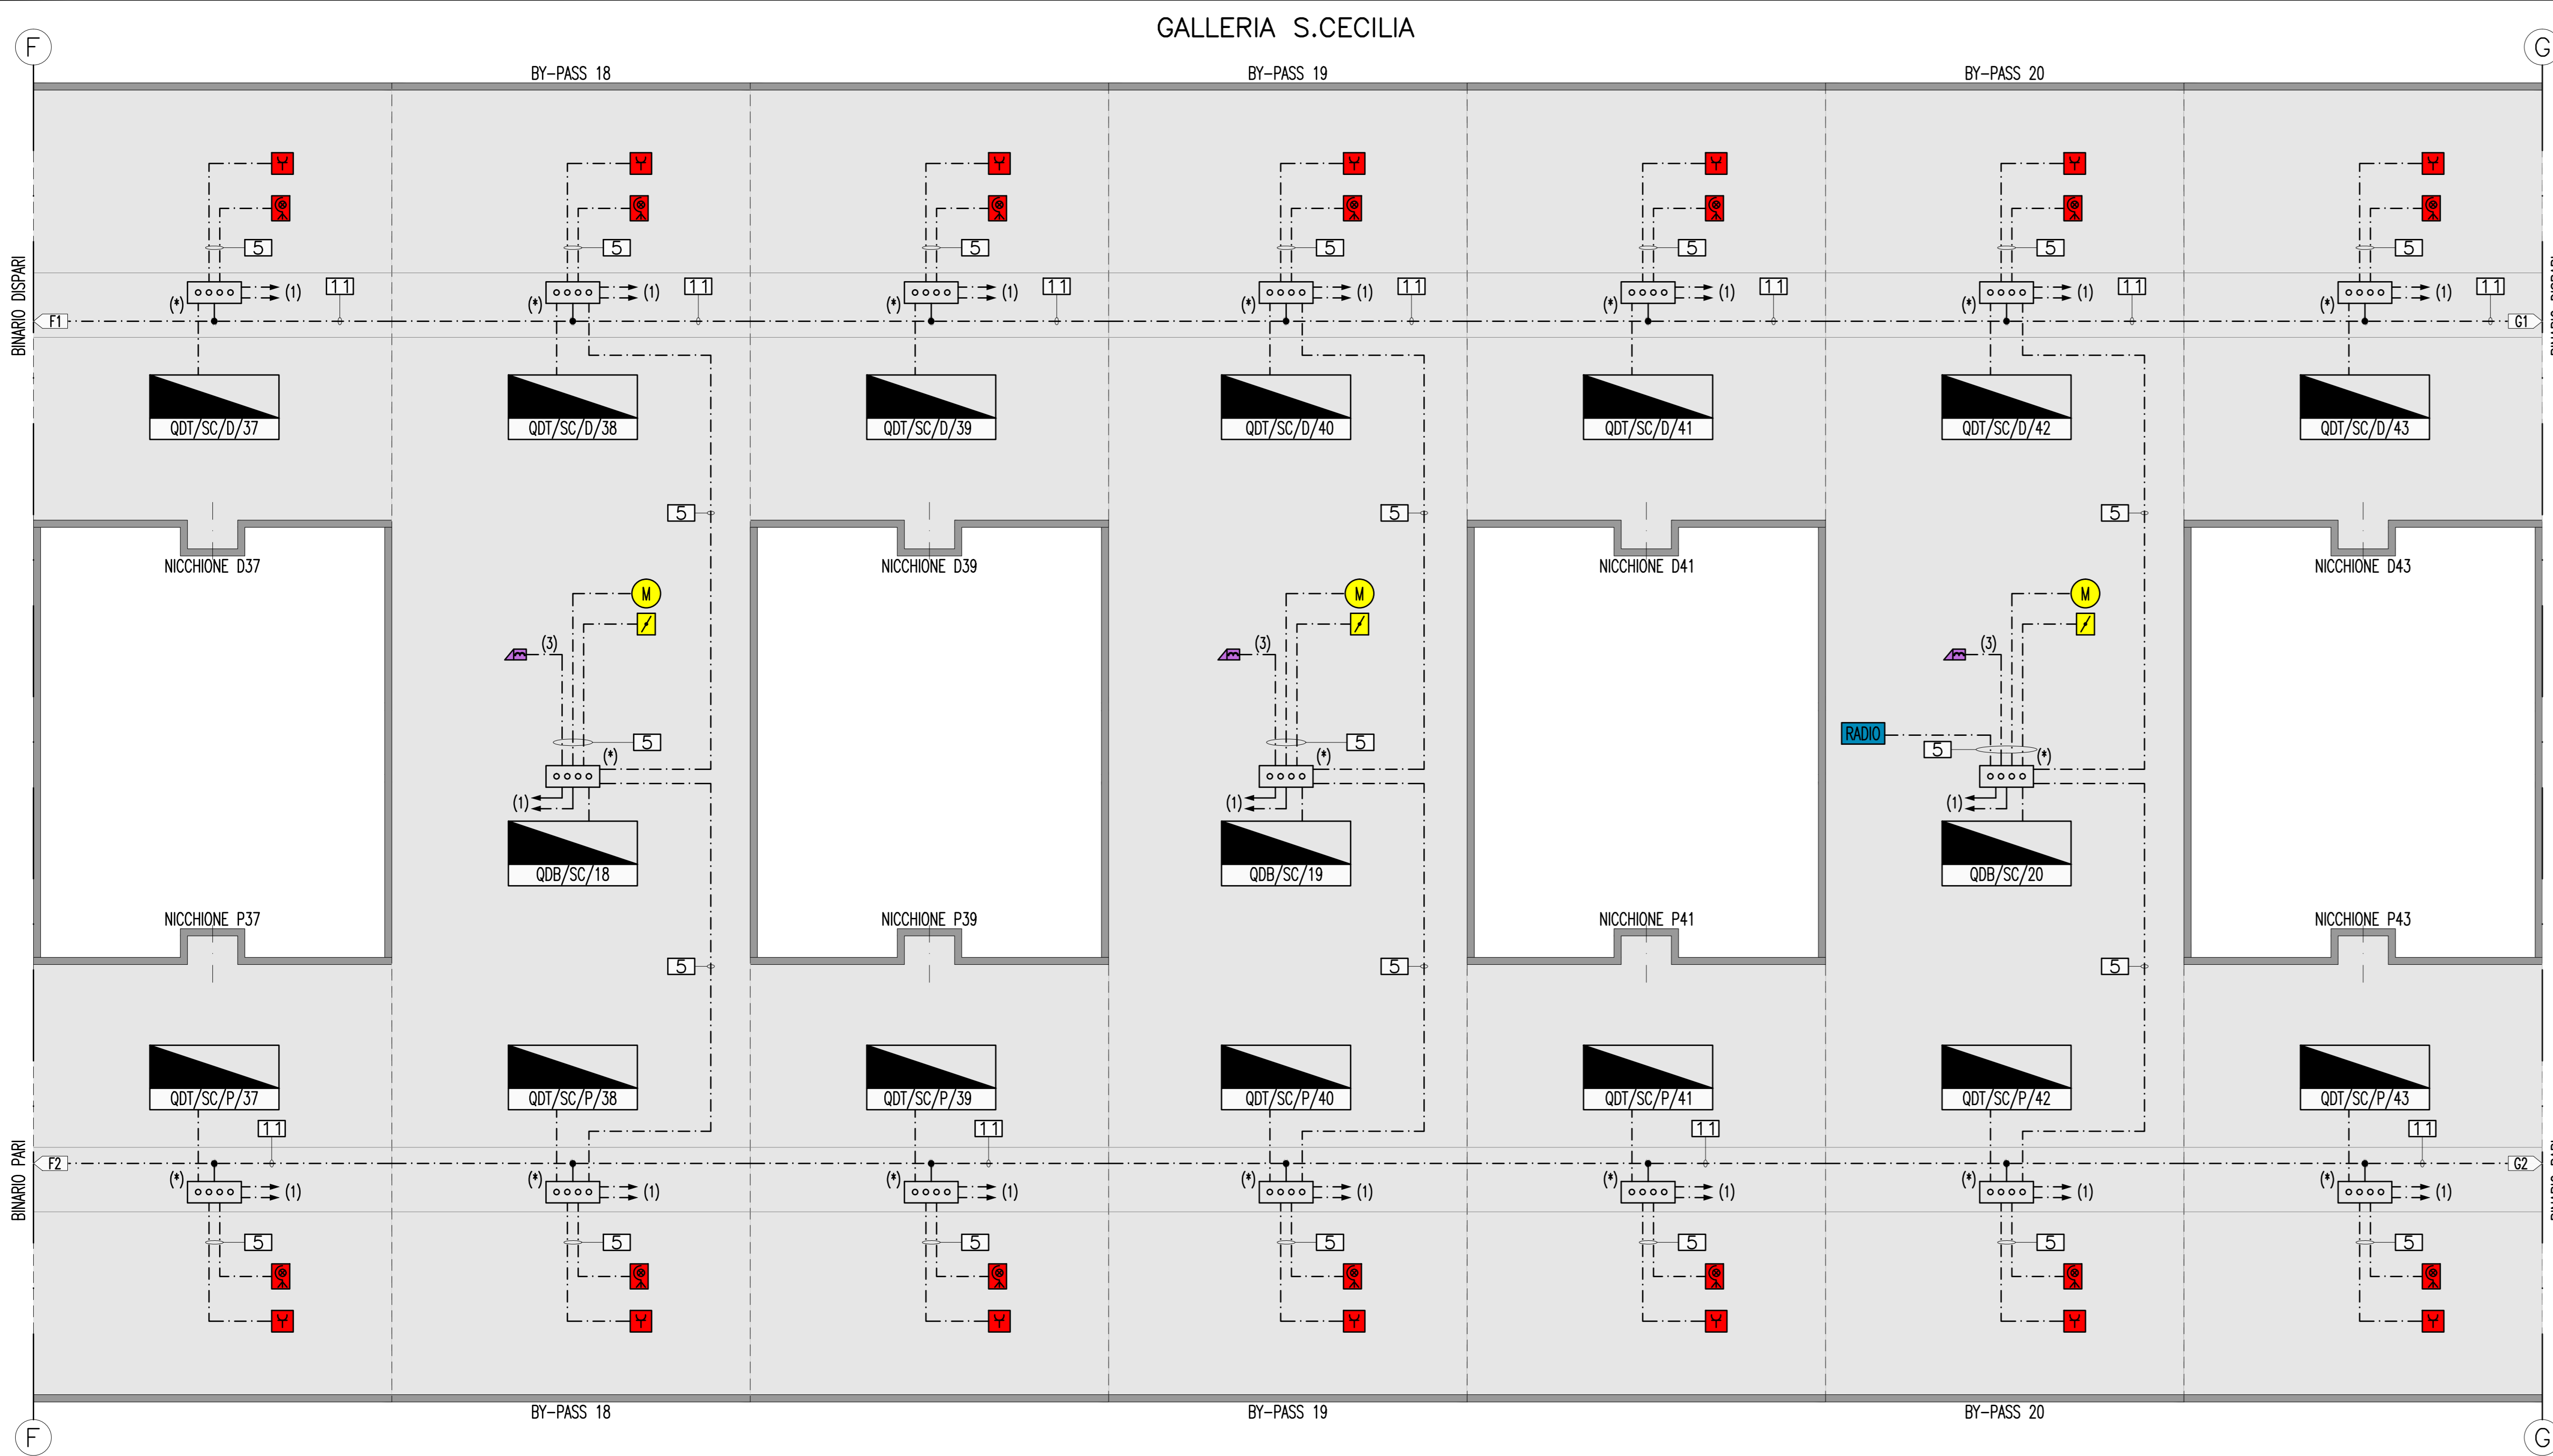 GALLERIA S.CECILIA
F
G
BY-PASS 18
BY-PASS 19
BY-PASS 20
BINARIO DISPARI
BINARIO DISPARI
5
5
5
5
5
5
5
(*)
(1)
11
(*)
(1)
11
(*)
(1)
11
(*)
(1)
11
(*)
(1)
11
(*)
(1)
11
(*)
(1)
11
F1
G1
QDT/SC/D/37
QDT/SC/D/38
QDT/SC/D/39
QDT/SC/D/40
QDT/SC/D/41
QDT/SC/D/42
QDT/SC/D/43
5
5
5
NICCHIONE D37
NICCHIONE D39
NICCHIONE D41
NICCHIONE D43
M
M
M
(3)
(3)
(3)
RADIO
5
(*)
5
(*)
5
(*)
(1)
(1)
(1)
QDB/SC/18
QDB/SC/19
QDB/SC/20
NICCHIONE P37
NICCHIONE P39
NICCHIONE P41
NICCHIONE P43
5
5
5
QDT/SC/P/37
QDT/SC/P/38
QDT/SC/P/39
QDT/SC/P/40
QDT/SC/P/41
QDT/SC/P/42
QDT/SC/P/43
BINARIO PARI
BINARIO PARI
11
11
11
11
F2
G2
(*)
(1)
(*)
(1)
(*)
(1)
(*)
(1)
(*)
(1)
(*)
(1)
(*)
(1)
5
5
5
5
5
5
5
BY-PASS 18
BY-PASS 19
BY-PASS 20
F
G